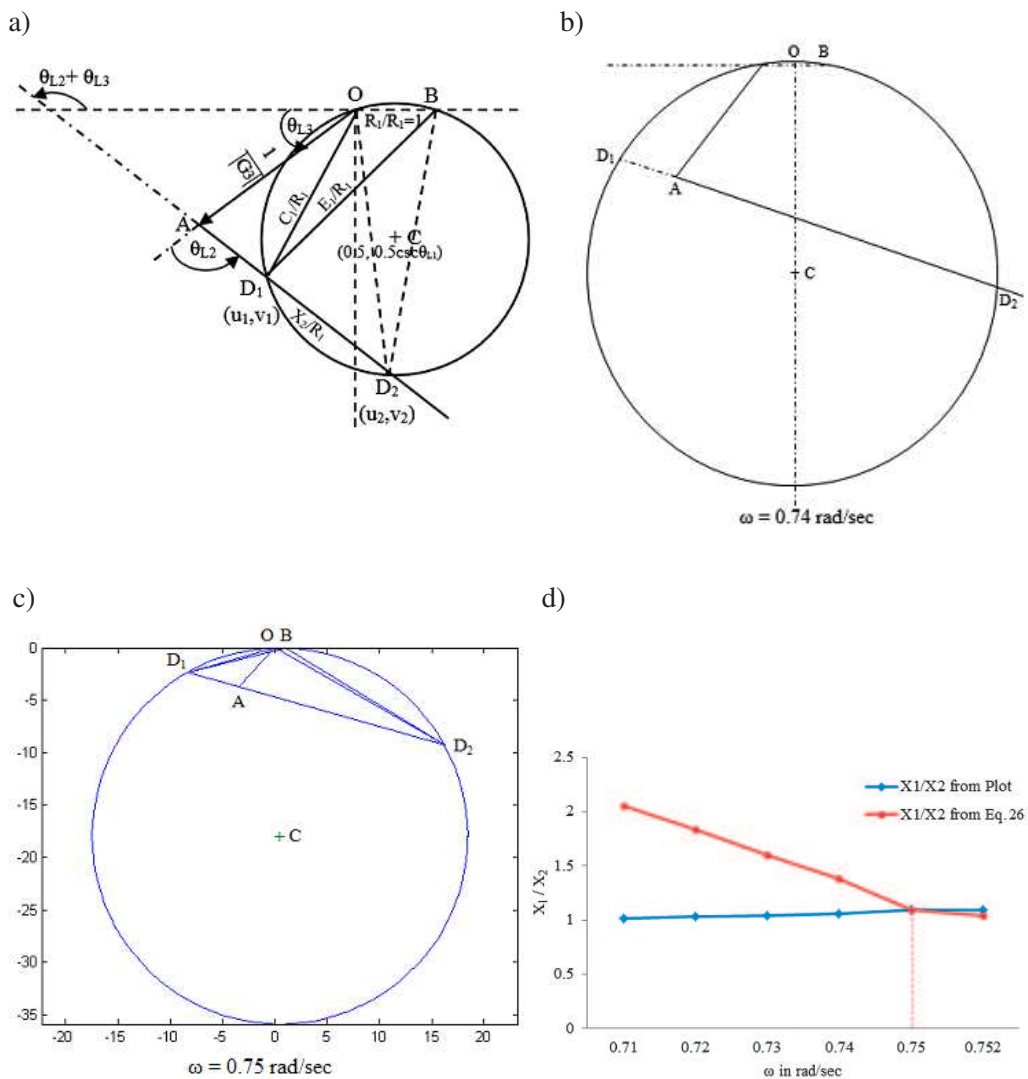 a)
θL2+ θL3
O
B
R1/R1=1
θL3
1
|G3|
C1/R1
E1/R1
A
+ C
(0.5, 0.5cscθL1)
θL2
D1
(u1,v1)
X2/R1
D2
(u2,v2)
b)
O B
D1
A
+ C
D2
ω = 0.74 rad/sec
c)
O B
D1
A
D2
+ C
0
-5
-10
-15
-20
-25
-30
-35
-20 -15 -10 -5 0 5 10 15 20
ω = 0.75 rad/sec
d)
2.5
2
1.5
1
0.5
0
X1 / X2
X1/X2 from Plot
X1/X2 from Eq.26
0.71 0.72 0.73 0.74 0.75 0.752
ω in rad/sec